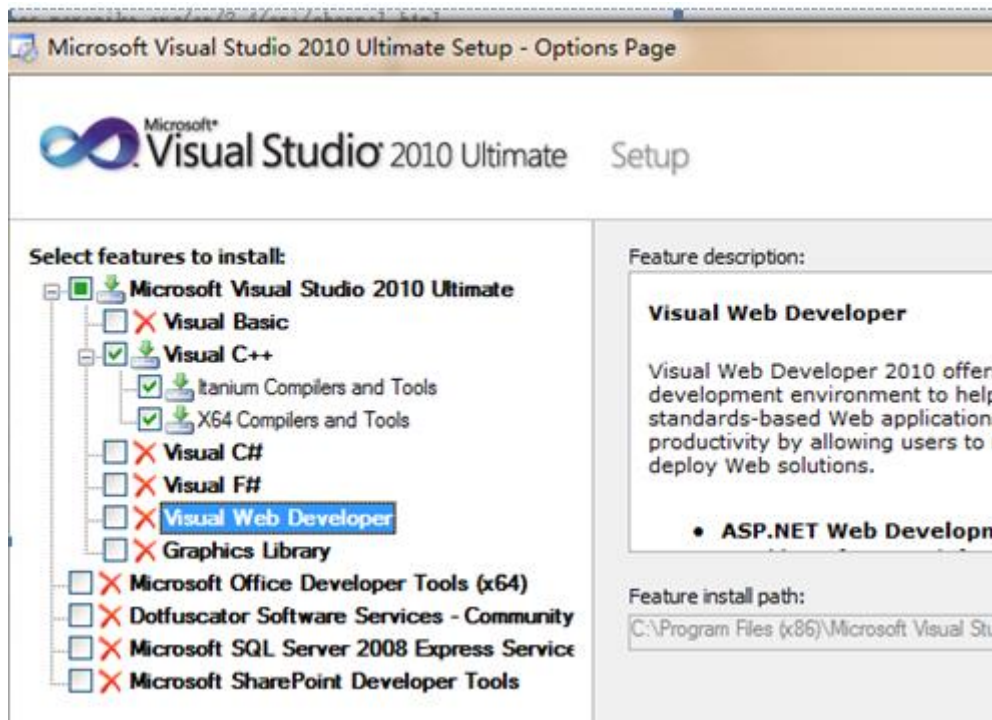 Microsoft Visual Studio 2010 Ultimate Setup - Options Page
Microsoft®
Visual Studio® 2010 Ultimate Setup
Select features to install:
Microsoft Visual Studio 2010 Ultimate
Visual Basic
Visual C++
Itanium Compilers and Tools
X64 Compilers and Tools
Visual C#
Visual F#
Visual Web Developer
Graphics Library
Microsoft Office Developer Tools (x64)
Dotfuscator Software Services - Community
Microsoft SQL Server 2008 Express Service
Microsoft SharePoint Developer Tools
Feature description:
Visual Web Developer
Visual Web Developer 2010 offer
development environment to help
standards-based Web application
productivity by allowing users to
deploy Web solutions.
• ASP.NET Web Developm
Feature install path:
C:\Program Files (x86)\Microsoft Visual Stu